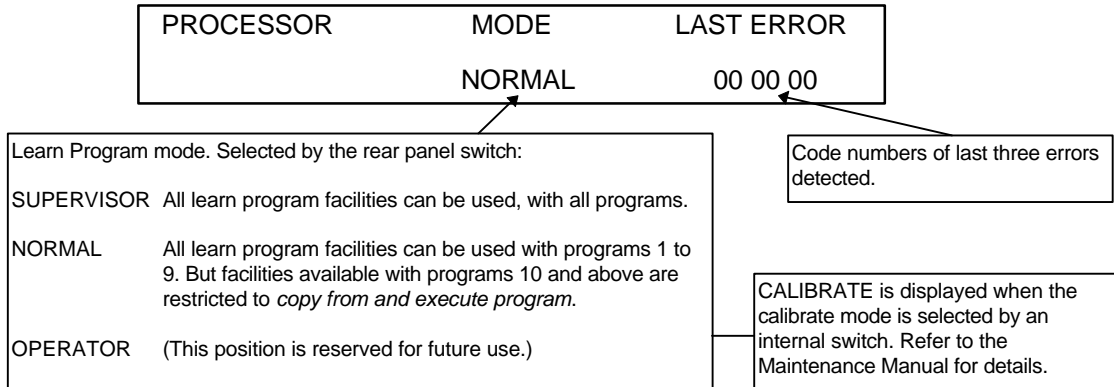 PROCESSOR MODE LAST ERROR
NORMAL 00 00 00
Learn Program mode. Selected by the rear panel switch:
SUPERVISOR All learn program facilities can be used, with all programs.
NORMAL All learn program facilities can be used with programs 1 to
9. But facilities available with programs 10 and above are
restricted to copy from and execute program.
OPERATOR (This position is reserved for future use.)
Code numbers of last three errors
detected.
CALIBRATE is displayed when the
calibrate mode is selected by an
internal switch. Refer to the
Maintenance Manual for details.